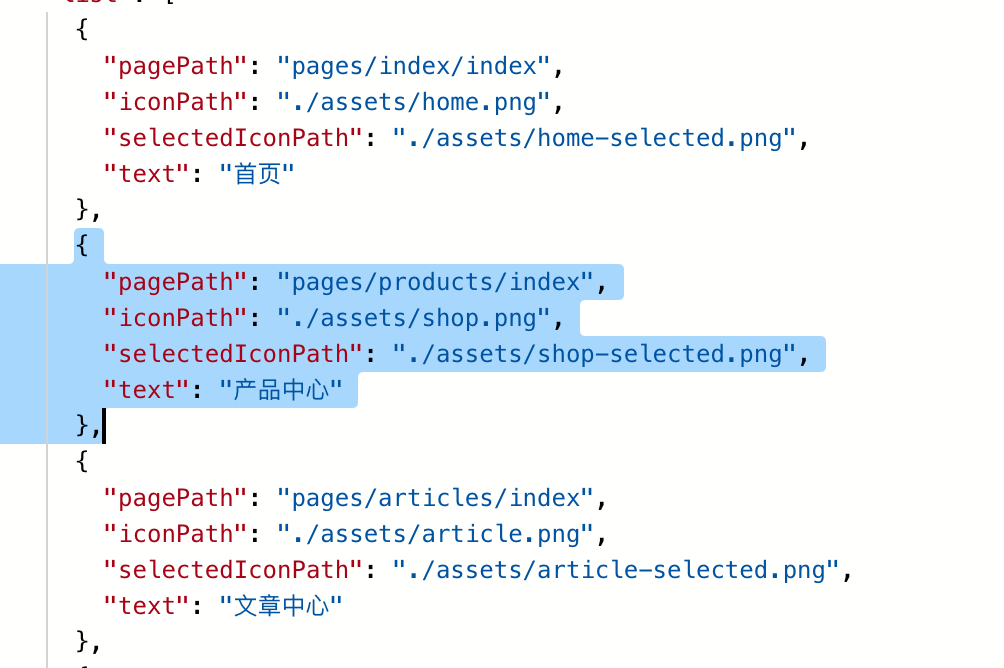 {
"pagePath": "pages/index/index",
"iconPath": "./assets/home.png",
"selectedIconPath": "./assets/home-selected.png",
"text": "首页"
},
{
"pagePath": "pages/products/index",
"iconPath": "./assets/shop.png",
"selectedIconPath": "./assets/shop-selected.png",
"text": "产品中心"
},
{
"pagePath": "pages/articles/index",
"iconPath": "./assets/article.png",
"selectedIconPath": "./assets/article-selected.png",
"text": "文章中心"
},